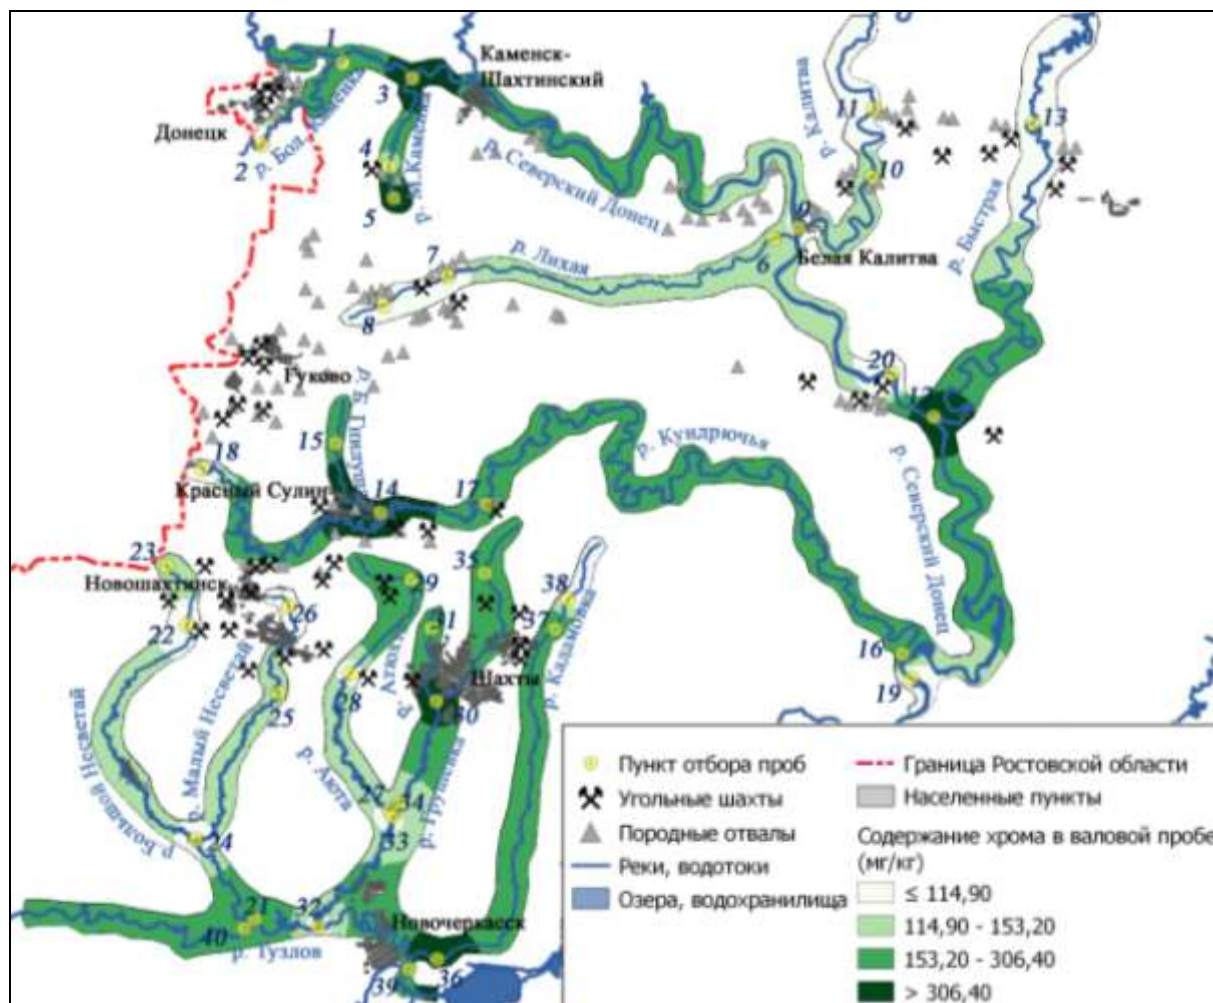 1
Каменск-
Шахтинский
3
11
13
Донецк
р. Бол. Каменка
р. Калитва
2
4
р. М.Каменка
10
р. Северский Донец
5
9
р. Быстрая
7
р. Лихая
6
Белая Калитва
8
20
Гуково
12
15
р. Кундрючья
18
Красный Сулин
14
17
р. Северский Донец
23
35
Новошахтинск
29
38
26
22
31
37
р. Кадамовка
16
Шахты
19
28
р. Малый Несветай
25
30
р. Большой Несветай
р. Аюта
р. Грушевка
27
34
24
33
21
32
Новочеркасск
40
р. Тузлов
39
36
Пункт отбора проб
Угольные шахты
Породные отвалы
Реки, водотоки
Озера, водохранилища
Граница Ростовской области
Населенные пункты
Содержание хрома в валовой пробе
(мг/кг)
≤ 114,90
114,90 - 153,20
153,20 - 306,40
> 306,40